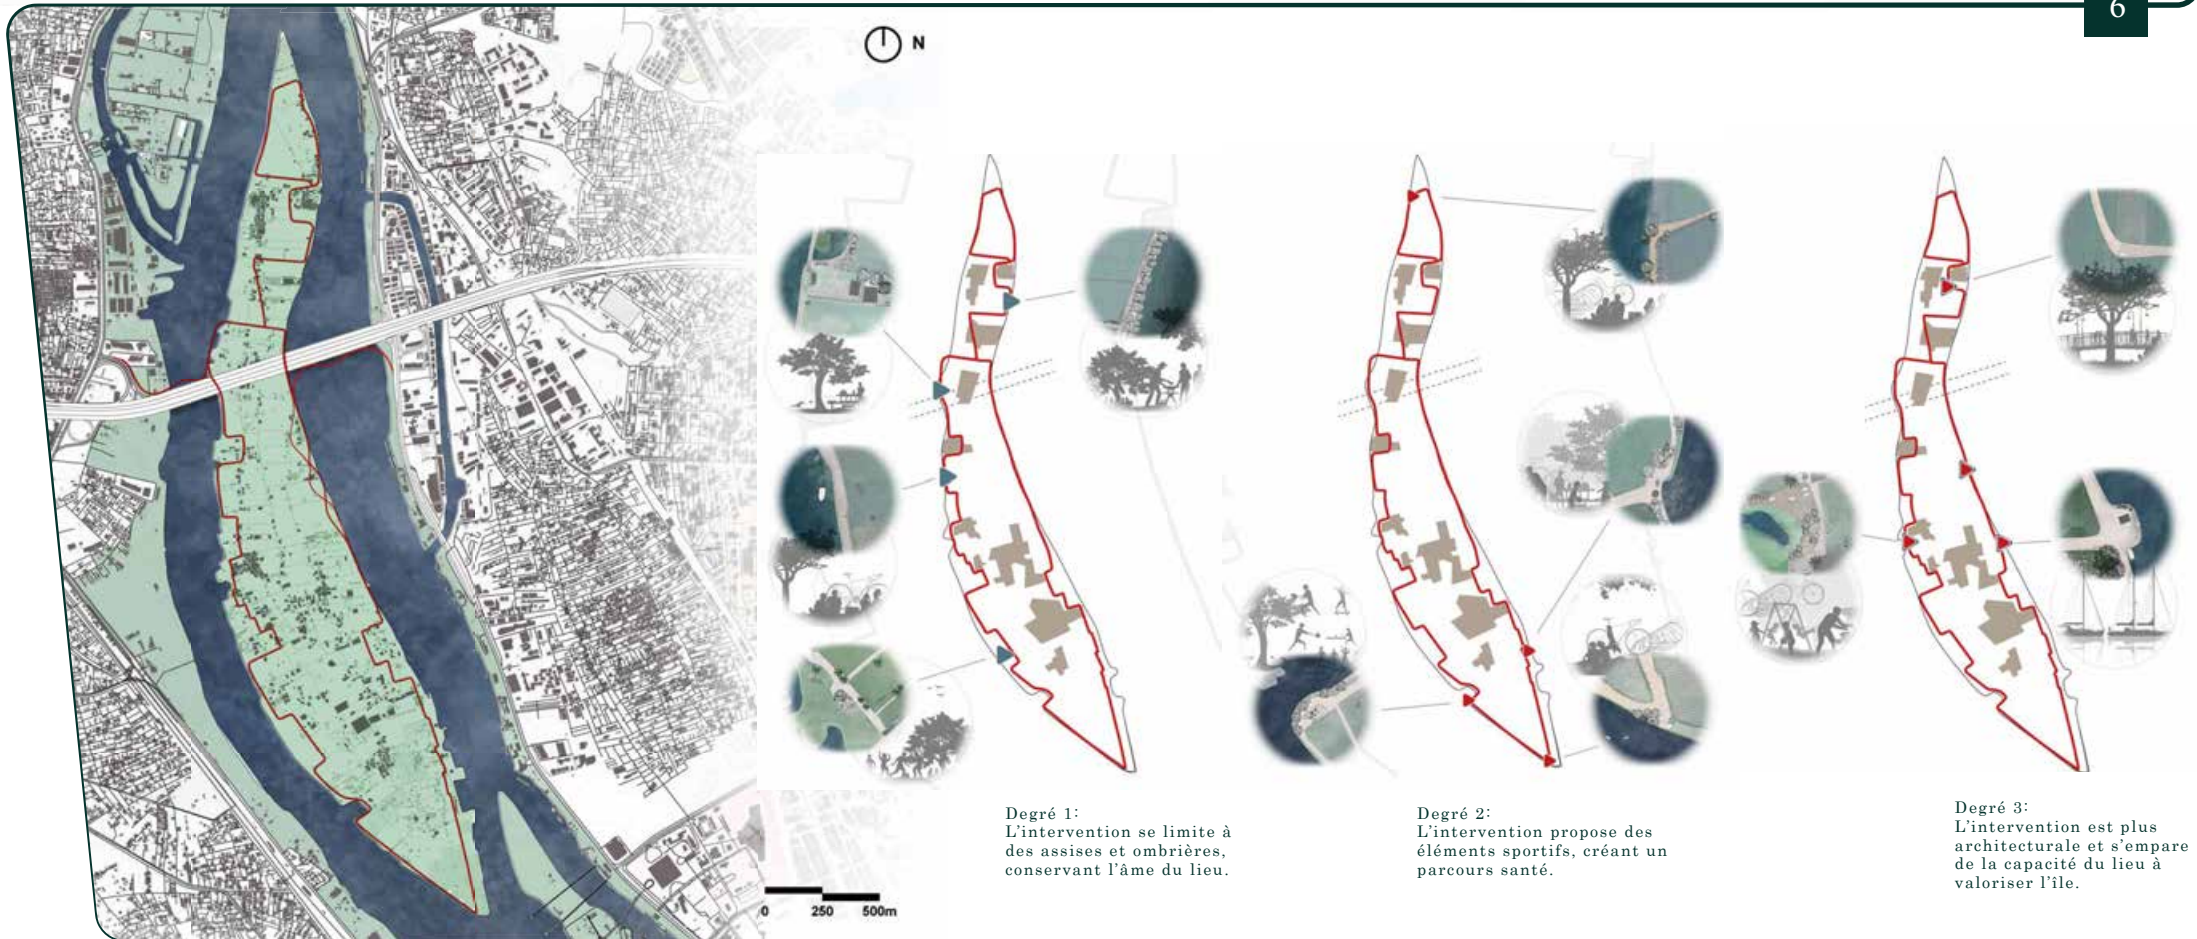 6
N
0 250 500m
Degré 1:
L'intervention se limite à
des assises et ombrières,
conservant l'âme du lieu.
Degré 2:
L'intervention propose des
éléments sportifs, créant un
parcours santé.
Degré 3:
L'intervention est plus
architecturale et s'empare
de la capacité du lieu à
valoriser l'île.